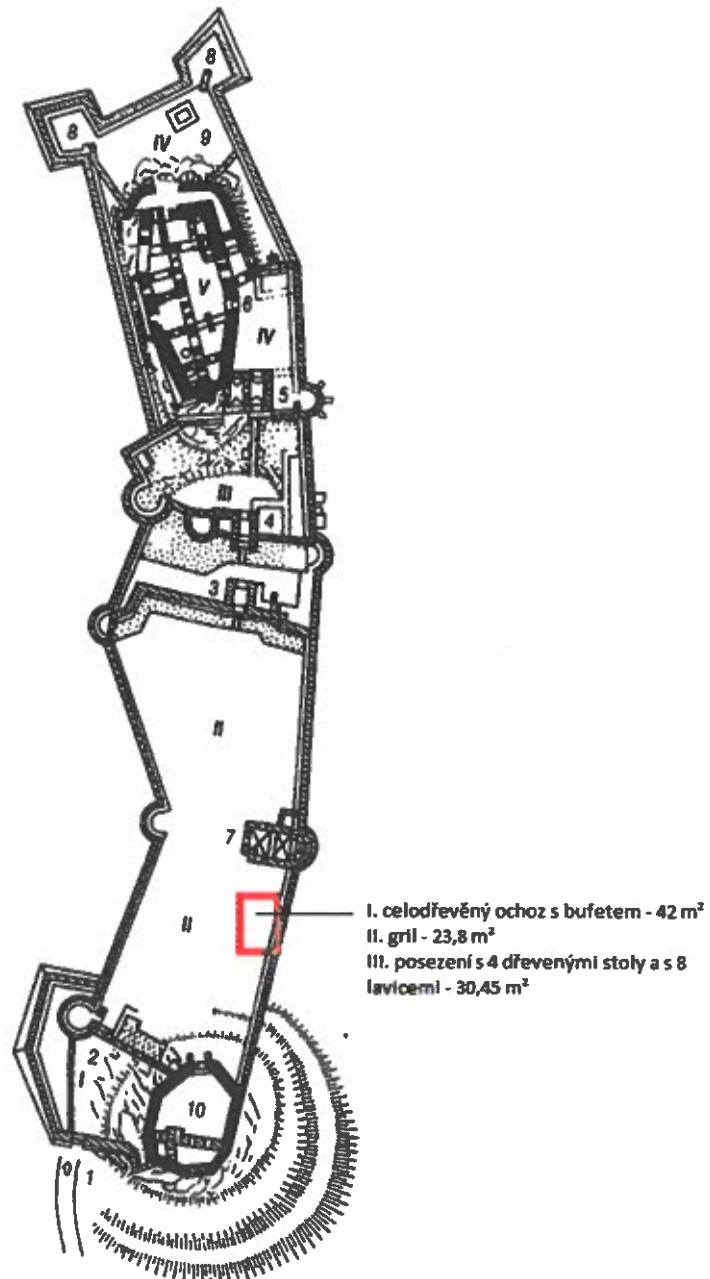 8
8
IV
9
V
6
IV
5
III
4
3
II
7
II
I. celodřevěný ochoz s bufetem - 42 m²
II. gril - 23,8 m²
III. posezení s 4 dřevenými stoly a s 8
lavicemi - 30,45 m²
2
I
10
0
1